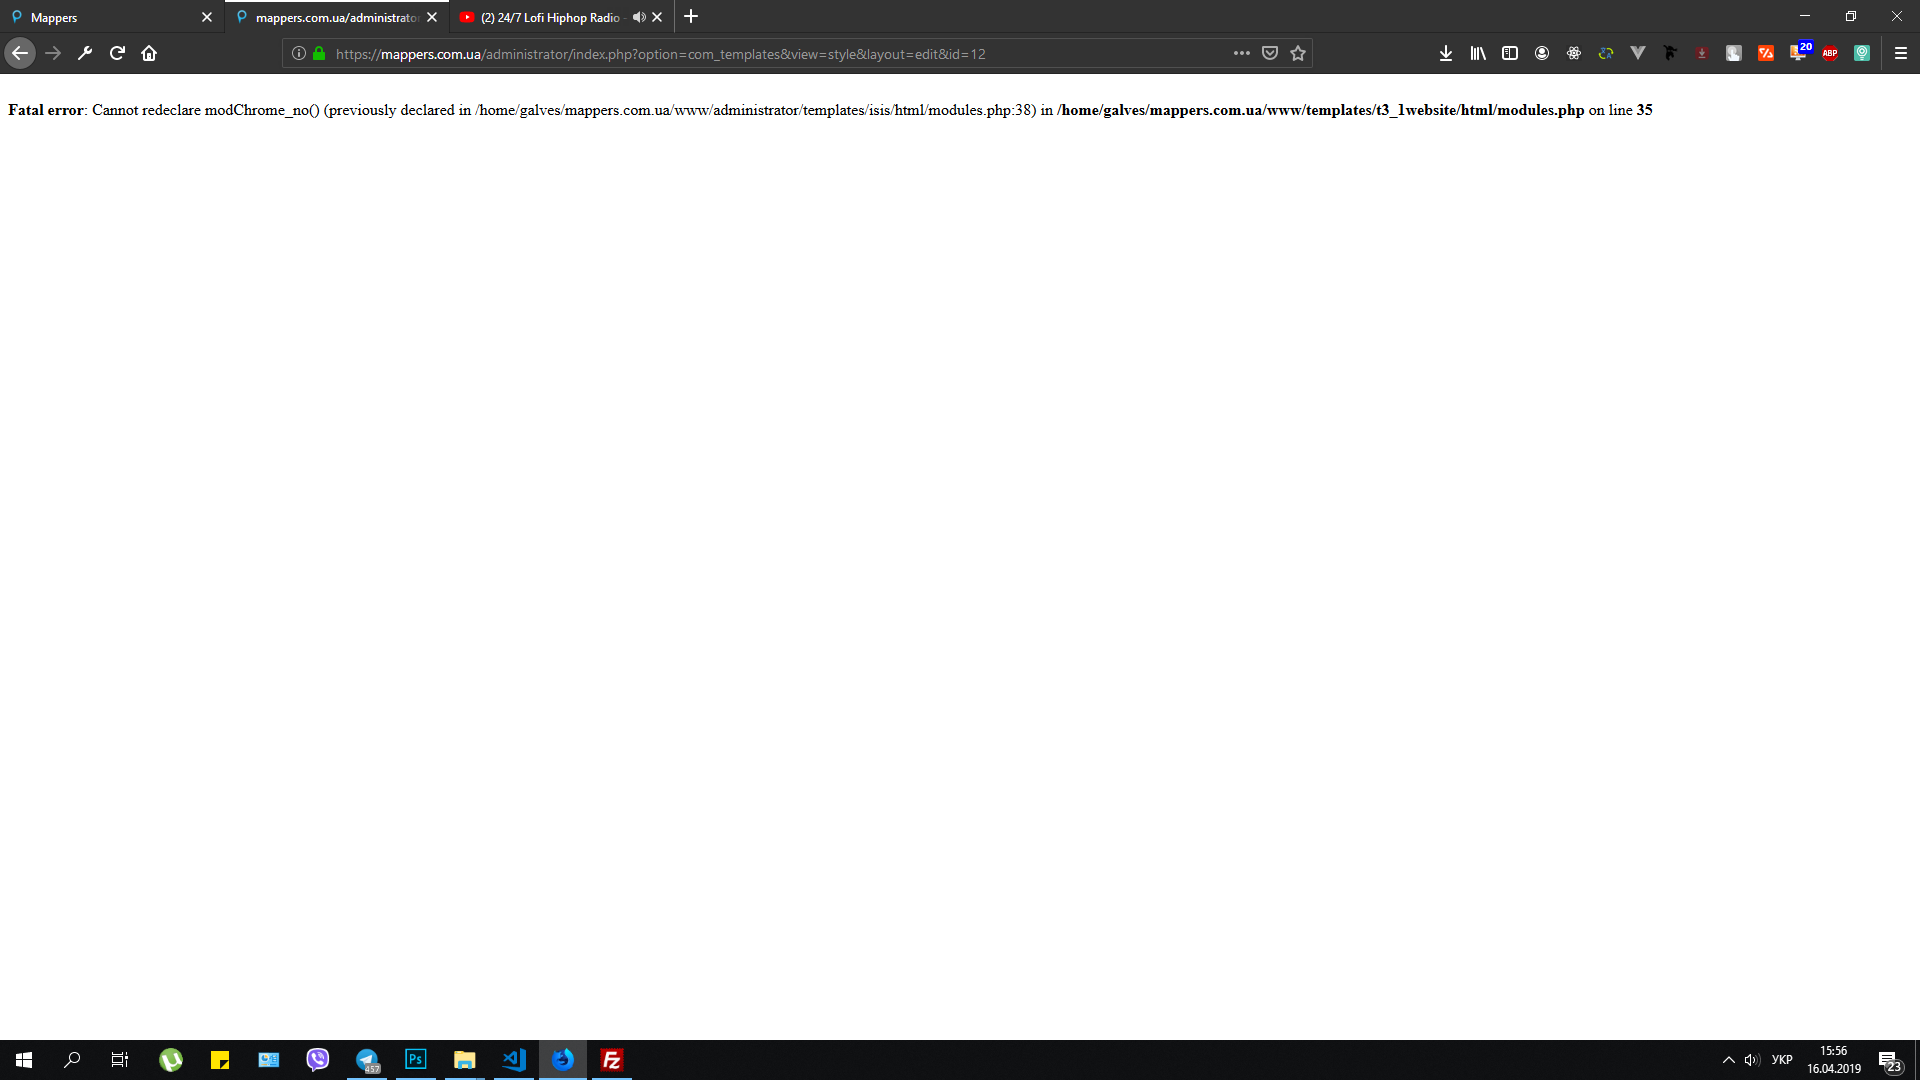 Mappers
mappers.com.ua/administrator
(2) 24/7 Lofi Hiphop Radio -
https://mappers.com.ua/administrator/index.php?option=com_templates&view=style&layout=edit&id=12
20
ABP
Fatal error: Cannot redeclare modChrome_no() (previously declared in /home/galves/mappers.com.ua/www/administrator/templates/isis/html/modules.php:38) in /home/galves/mappers.com.ua/www/templates/t3_1website/html/modules.php on line 35
457
Ps
Fz
УКР
15:56
16.04.2019
23